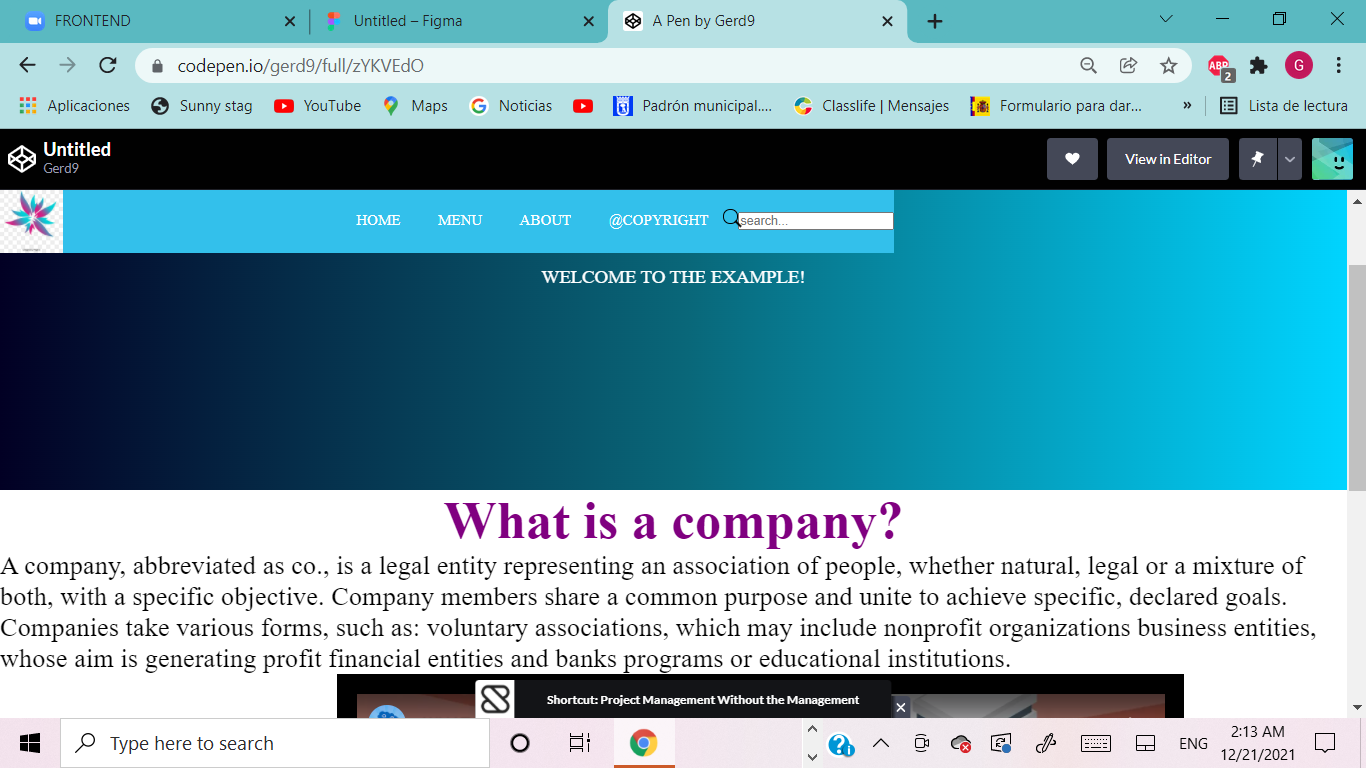 FRONTEND
Untitled – Figma
A Pen by Gerd9
codepen.io/gerd9/full/zYKVEdO
ABP
2
G
Aplicaciones
Sunny stag
YouTube
Maps
Noticias
Padrón municipal....
Classlife | Mensajes
Formulario para dar...
»
Lista de lectura
Untitled
Gerd9
View in Editor
HOME MENU ABOUT @COPYRIGHT search...
WELCOME TO THE EXAMPLE!
What is a company?
A company, abbreviated as co., is a legal entity representing an association of people, whether natural, legal or a mixture of
both, with a specific objective. Company members share a common purpose and unite to achieve specific, declared goals.
Companies take various forms, such as: voluntary associations, which may include nonprofit organizations business entities,
whose aim is generating profit financial entities and banks programs or educational institutions.
Shortcut: Project Management Without the Management
Type here to search
ENG
2:13 AM
12/21/2021